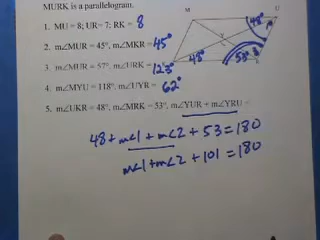 MURK is a parallelogram.
M
U
1. MU = 8; UR= 7; RK = 8
48°
2. m∠MUR = 45°, m∠MKR = 45°
3. m∠MUR = 57°, m∠URK = 123°
48°
53°
4. m∠MYU = 118°, m∠UYR = 62°
5. m∠UKR = 48°, m∠MRK = 53°, m∠YUR + m∠YRU =
48 + m∠1 + m∠2 + 53 = 180
m∠1 + m∠2 + 101 = 180